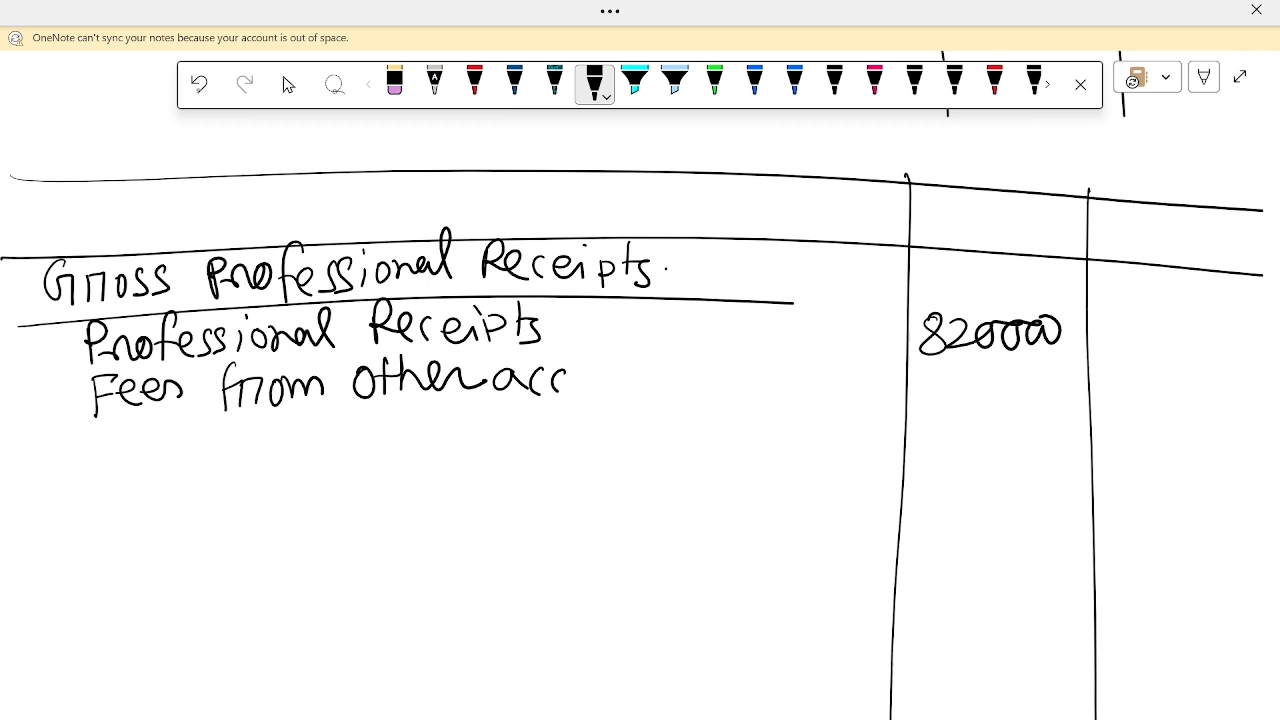 OneNote can't sync your notes because your account is out of space.
Gross Professional Receipts.
Professional Receipts
820000
Fees from other acc